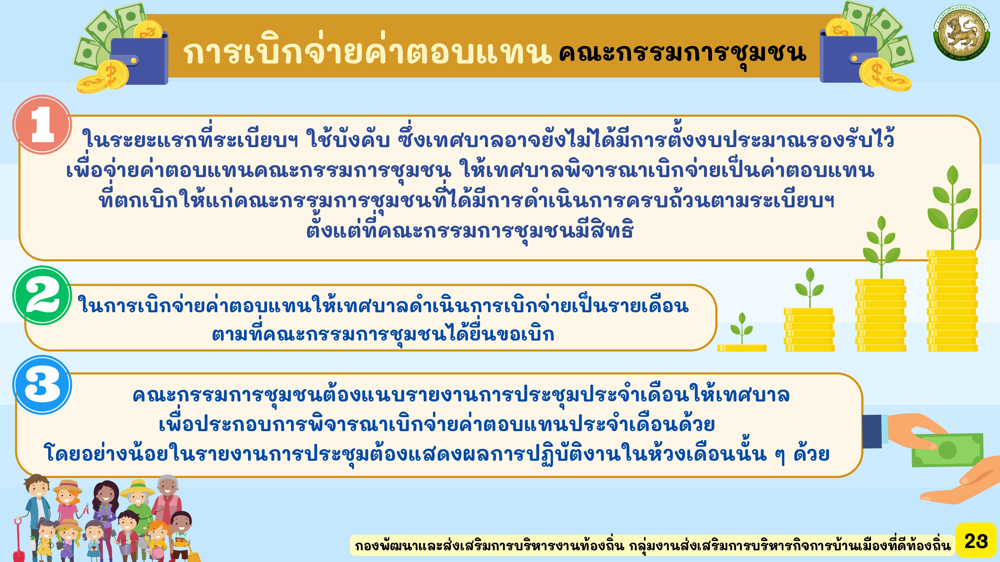 การเบิกจ่ายค่าตอบแทน คณะกรรมการชุมชน
กรมส่งเสริมการปกครองท้องถิ่น
DEPARTMENT OF LOCAL ADMINISTRATION
1
ในระยะแรกที่ระเบียบฯ ใช้บังคับ ซึ่งเทศบาลอาจยังไม่ได้มีการตั้งงบประมาณรองรับไว้
เพื่อจ่ายค่าตอบแทนคณะกรรมการชุมชน ให้เทศบาลพิจารณาเบิกจ่ายเป็นค่าตอบแทน
ที่ตกเบิกให้แก่คณะกรรมการชุมชนที่ได้มีการดำเนินการครบถ้วนตามระเบียบฯ
ตั้งแต่ที่คณะกรรมการชุมชนมีสิทธิ
2
ในการเบิกจ่ายค่าตอบแทนให้เทศบาลดำเนินการเบิกจ่ายเป็นรายเดือน
ตามที่คณะกรรมการชุมชนได้ยื่นขอเบิก
3
คณะกรรมการชุมชนต้องแนบรายงานการประชุมประจำเดือนให้เทศบาล
เพื่อประกอบการพิจารณาเบิกจ่ายค่าตอบแทนประจำเดือนด้วย
โดยอย่างน้อยในรายงานการประชุมต้องแสดงผลการปฏิบัติงานในห้วงเดือนนั้น ๆ ด้วย
กองพัฒนาและส่งเสริมการบริหารงานท้องถิ่น กลุ่มงานส่งเสริมการบริหารกิจการบ้านเมืองที่ดีท้องถิ่น
23